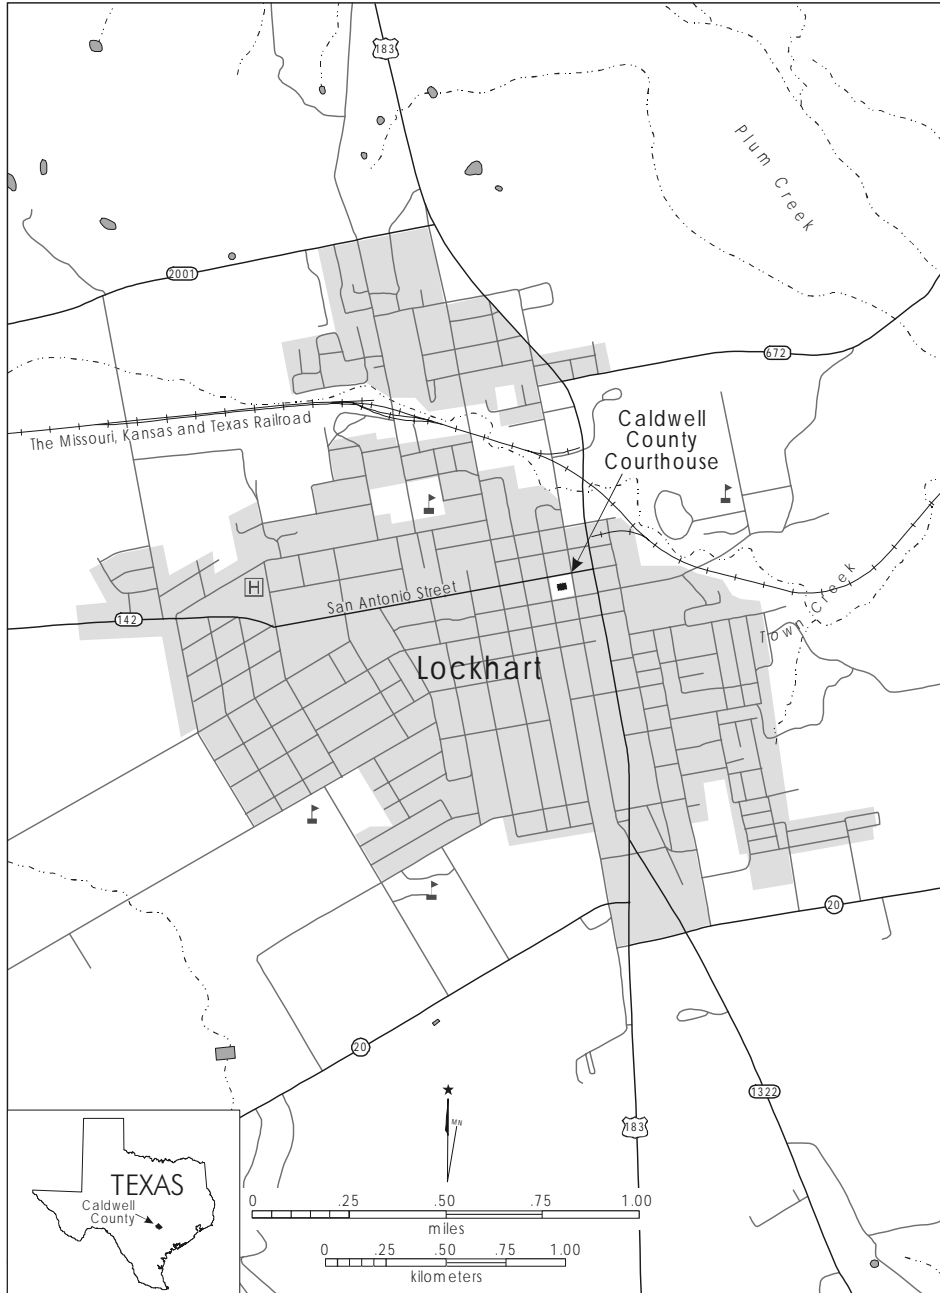 183
Plum Creek
2001
672
The Missouri, Kansas and Texas Railroad
Caldwell
County
Courthouse
H
San Antonio Street
142
Town Creek
Lockhart
20
20
1322
183
MN
TEXAS
Caldwell
County
0 .25 .50 .75 1.00
miles
0 .25 .50 .75 1.00
kilometers